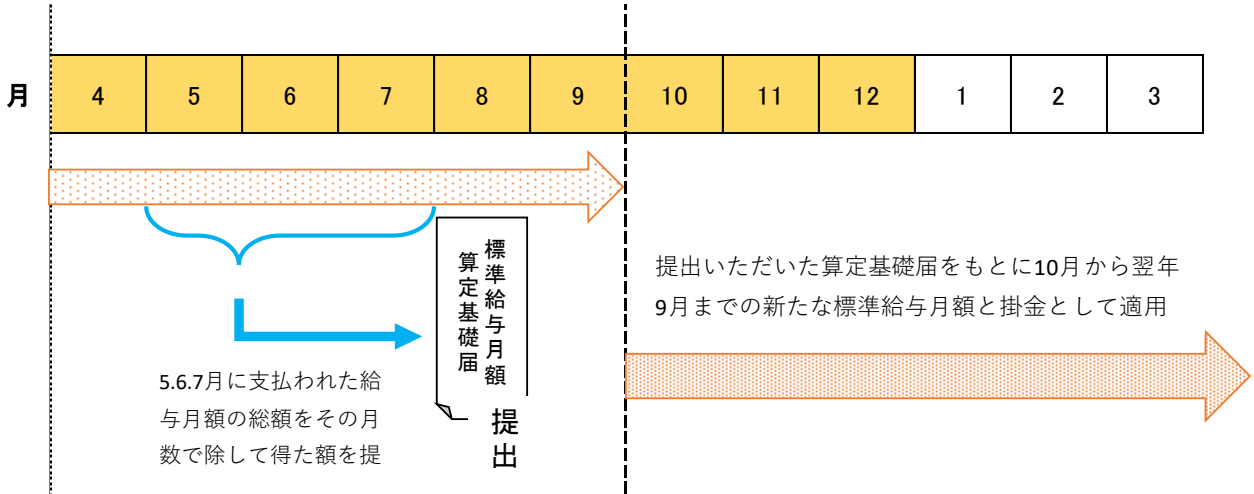 月 4 5 6 7 8 9 10 11 12 1 2 3
標準給与月額
算定基礎届
提出
5.6.7月に支払われた給
与月額の総額をその月
数で除して得た額を提
提出いただいた算定基礎届をもとに10月から翌年
9月までの新たな標準給与月額と掛金として適用